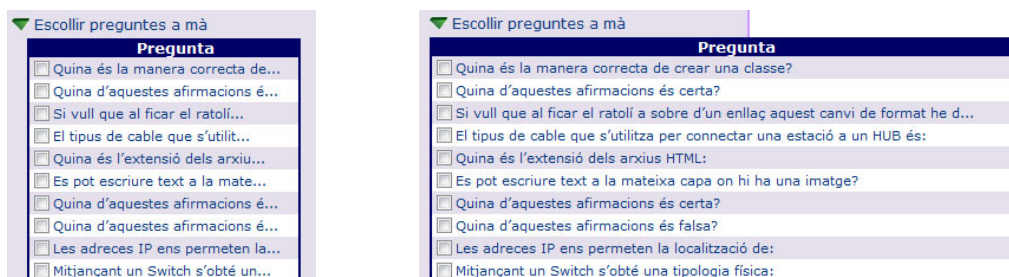 Escollir preguntes a mà
Pregunta
Quina és la manera correcta de...
Quina d'aquestes afirmacions é...
Si vull que al ficar el ratolí...
El tipus de cable que s'utilit...
Quina és l'extensió dels arxiu...
Es pot escriure text a la mate...
Quina d'aquestes afirmacions é...
Quina d'aquestes afirmacions é...
Les adreces IP ens permeten la...
Mitjançant un Switch s'obté un...
Escollir preguntes a mà
Pregunta
Quina és la manera correcta de crear una classe?
Quina d'aquestes afirmacions és certa?
Si vull que al ficar el ratolí a sobre d'un enllaç aquest canvi de format he d...
El tipus de cable que s'utilitza per connectar una estació a un HUB és:
Quina és l'extensió dels arxius HTML:
Es pot escriure text a la mateixa capa on hi ha una imatge?
Quina d'aquestes afirmacions és certa?
Quina d'aquestes afirmacions és falsa?
Les adreces IP ens permeten la localització de:
Mitjançant un Switch s'obté una tipologia física: